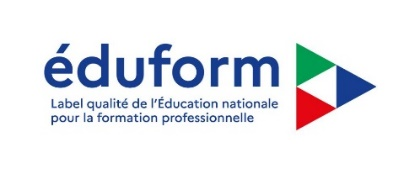 éduform
Label qualité de l'Éducation nationale
pour la formation professionnelle